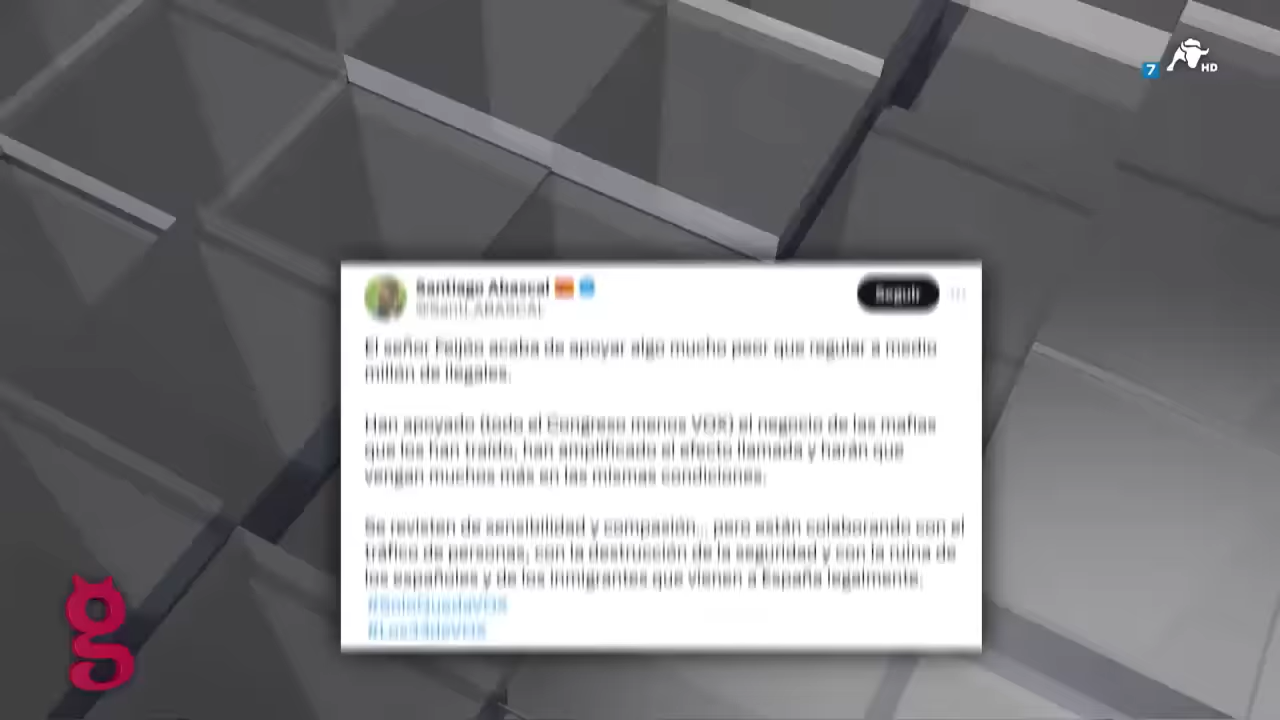 7
HD
Santiago Abascal
@Santi_ABASCAL
Seguir
El señor Feijóo acaba de apoyar algo mucho peor que regular a medio
millón de ilegales.
Han apoyado (todo el Congreso menos VOX) el negocio de las mafias
que los han traído, han amplificado el efecto llamada y harán que
vengan muchos más en las mismas condiciones.
Se revisten de sensibilidad y compasión... pero están colaborando con el
tráfico de personas, con la destrucción de la seguridad y con la ruina de
los españoles y de los inmigrantes que vienen a España legalmente.
#SoloQuedaVOX
#Los33deVOX
g